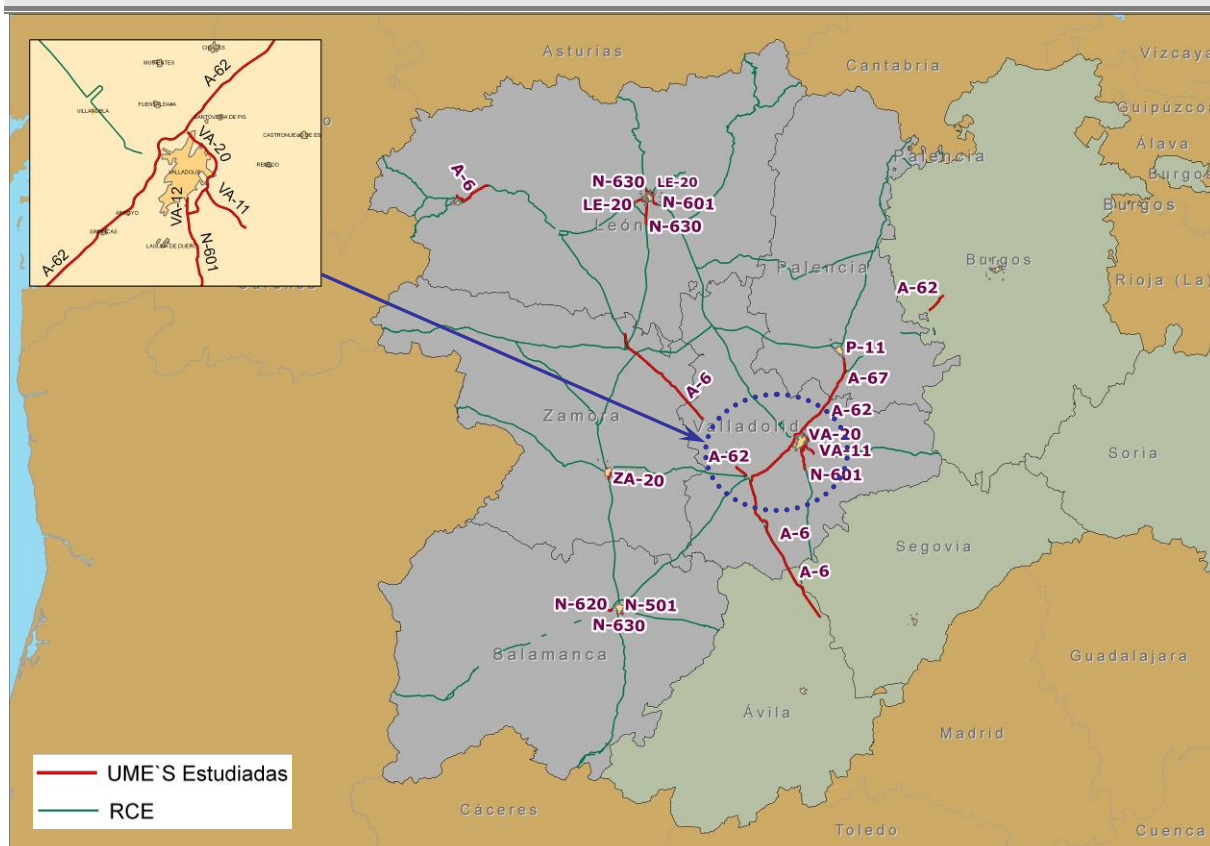 CIGALES
A-62
MUCIENTES
FUENSALDAÑA
VILLANUBLA
SANTOVENIA DE PIS
CASTRONUEVO DE ES
VA-20
RENEDO
VALLADOLID
VA-12
VA-11
ARROYO
SIMANCAS
LAGUNA DE DUERO
A-62
N-601
Asturias
Cantabria
Vizcaya
Guipúzcoa
Álava
Palencia
Burgos
Burgos
A-6
N-630
LE-20
LE-20
N-601
León
N-630
Palencia
Burgos
Rioja (La)
A-62
P-11
A-67
A-6
A-62
Zamora
Valladolid
VA-20
VA-11
A-62
N-601
ZA-20
Soria
A-6
Segovia
A-6
N-620
N-501
N-630
Salamanca
Guadalajara
Ávila
Madrid
UME`S Estudiadas
RCE
Cáceres
Toledo
Cuenca